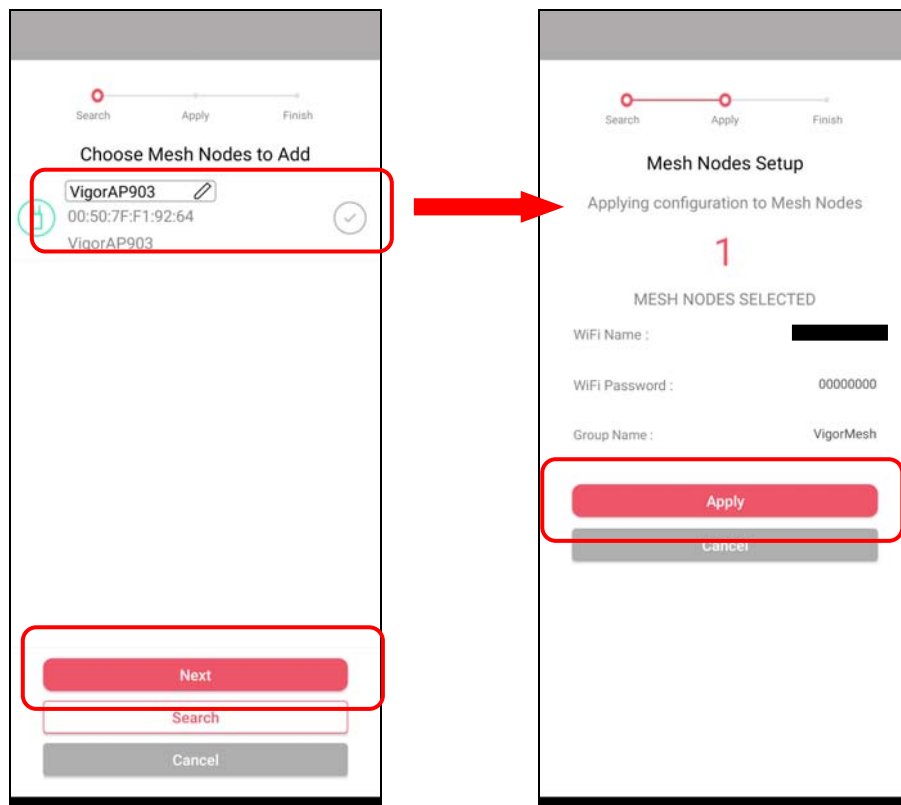 Search Apply Finish
Choose Mesh Nodes to Add
VigorAP903
00:50:7F:F1:92:64
VigorAP903
Next
Search
Cancel
Search Apply Finish
Mesh Nodes Setup
Applying configuration to Mesh Nodes
1
MESH NODES SELECTED
WiFi Name :
WiFi Password : 00000000
Group Name : VigorMesh
Apply
Cancel